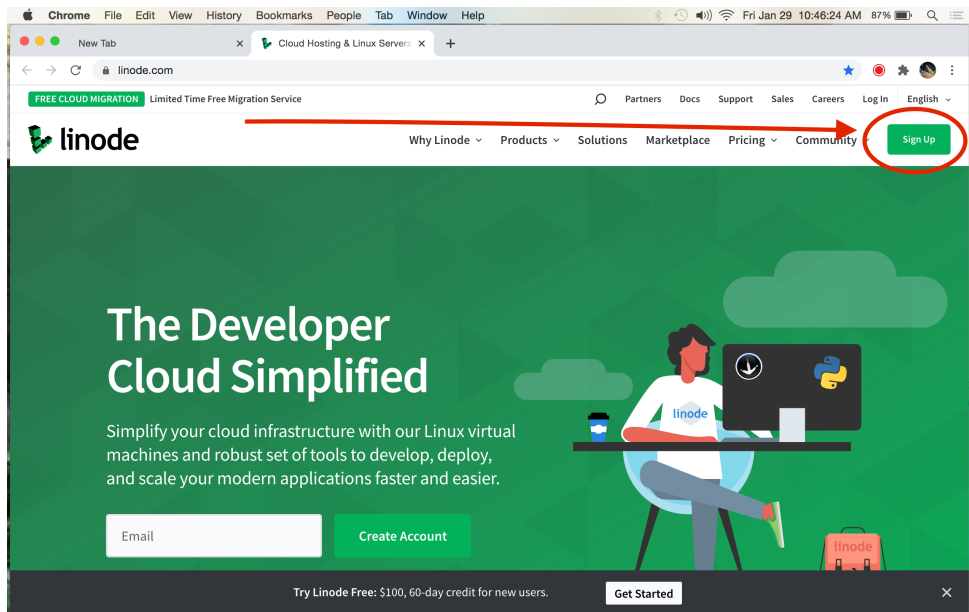 Chrome File Edit View History Bookmarks People Tab Window Help Fri Jan 29 10:46:24 AM 87%
New Tab Cloud Hosting & Linux Servers
linode.com
FREE CLOUD MIGRATION Limited Time Free Migration Service Partners Docs Support Sales Careers Log In English
linode Why Linode Products Solutions Marketplace Pricing Community Sign Up
The Developer
Cloud Simplified
linode
Simplify your cloud infrastructure with our Linux virtual
machines and robust set of tools to develop, deploy,
and scale your modern applications faster and easier.
Email Create Account
linode
Try Linode Free: $100, 60-day credit for new users. Get Started